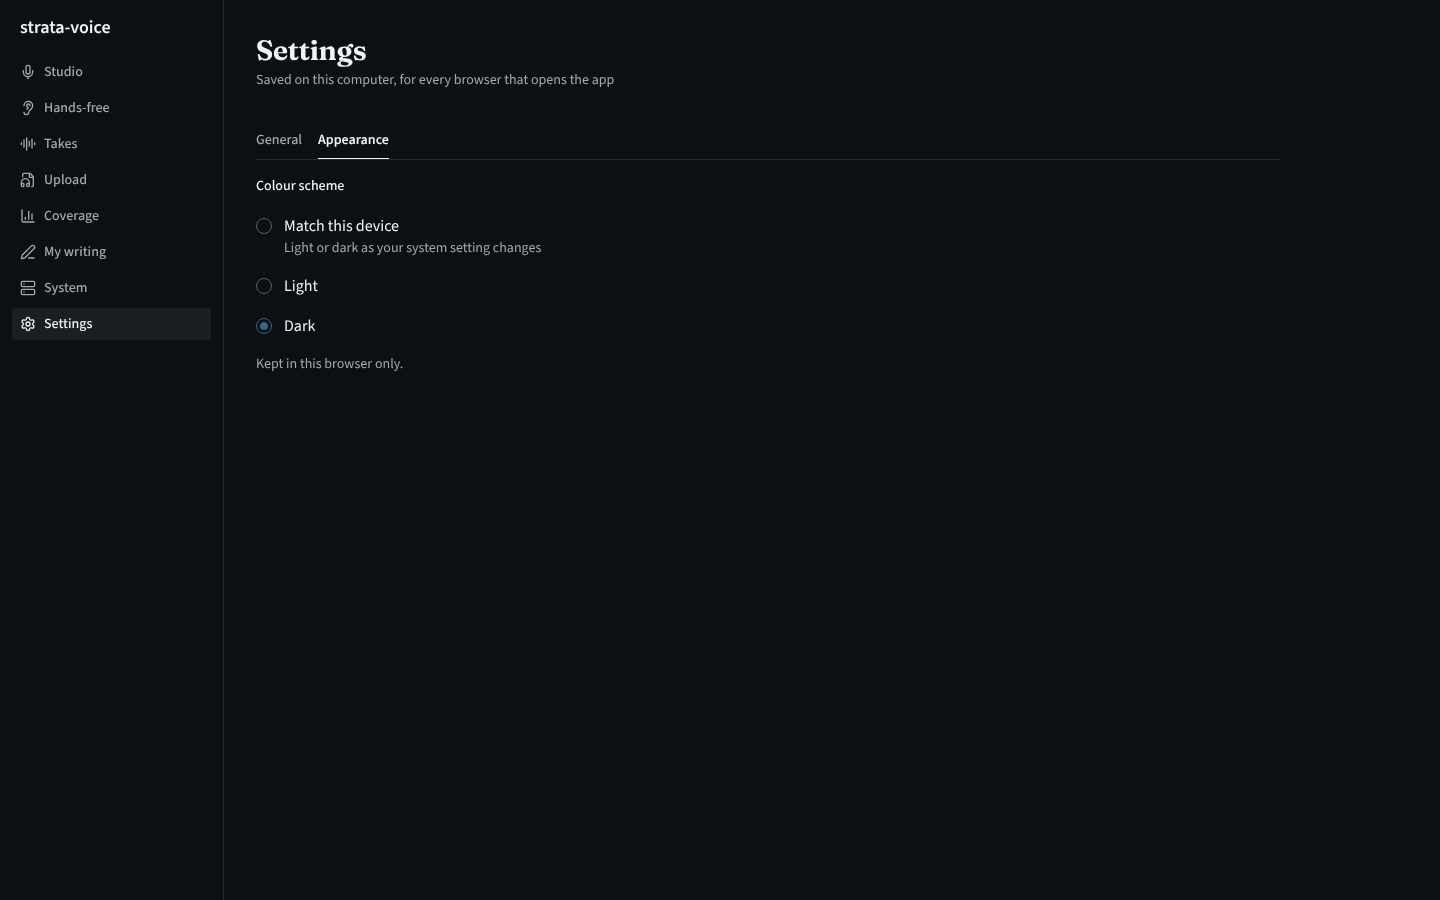 strata-voice
Studio
Hands-free
Takes
Upload
Coverage
My writing
System
Settings
Settings
Saved on this computer, for every browser that opens the app
General
Appearance
Colour scheme
Match this device
Light or dark as your system setting changes
Light
Dark
Kept in this browser only.